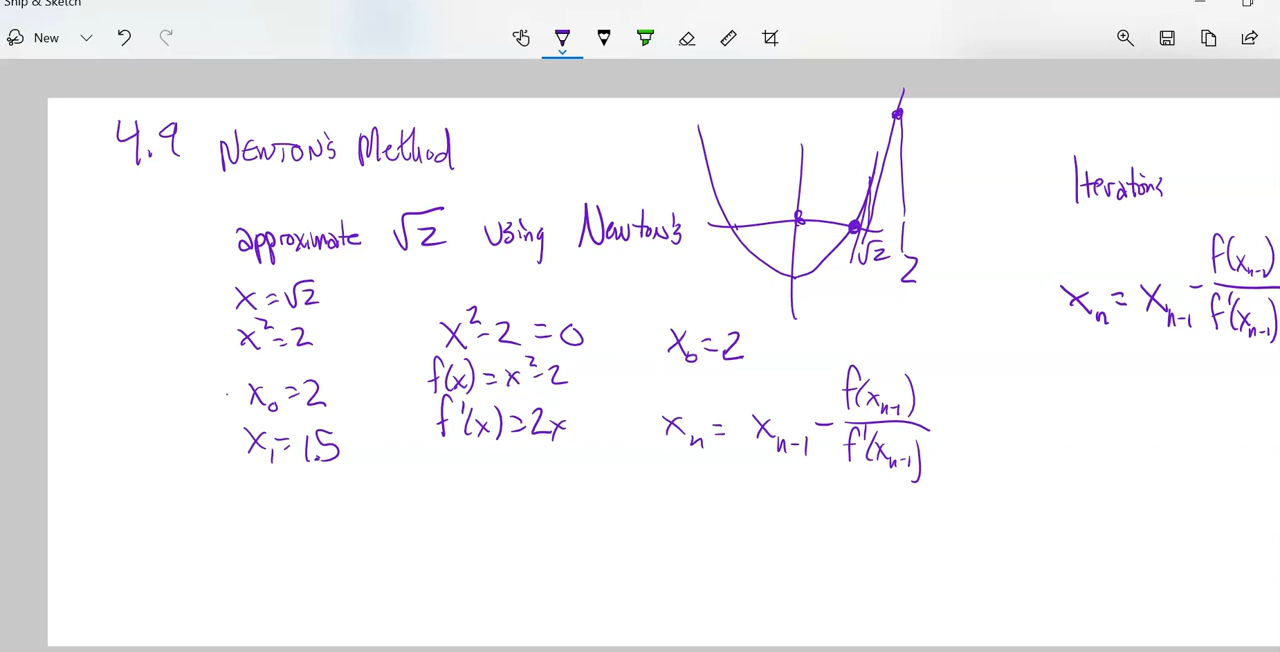 Snip & Sketch
New
4.9 Newton's Method
approximate √2 using Newton's
x = √2
x² = 2
x₀ = 2
x₁ = 1.5
x² - 2 = 0
f(x) = x² - 2
f'(x) = 2x
√2
2
x₀ = 2
xₙ = xₙ₋₁ - f(xₙ₋₁) / f'(xₙ₋₁)
Iterations
xₙ = xₙ₋₁ - f(xₙ₋₁) / f'(xₙ₋₁)